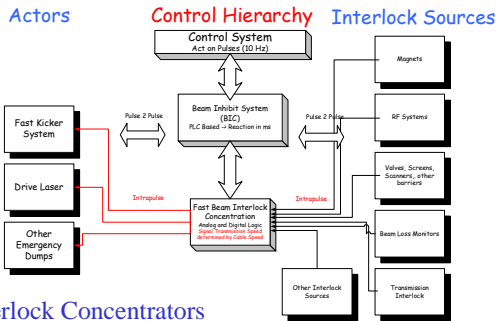 Actors
Control Hierarchy
Interlock Sources
Control System
Act on Pulses (10 Hz)
Magnets
Beam Inhibit System
(BIC)
PLC Based -> Reaction in ms
Fast Kicker
System
Pulse 2 Pulse
Pulse 2 Pulse
RF Systems
Valves, Screens,
Scanners, other
barriers
Drive Laser
Intrapulse
Intrapulse
Fast Beam Interlock
Concentration
Analog and Digital Logic
Signal Transmission Speed
determined by Cable Speed
Other
Emergency
Dumps
Beam Loss Monitors
Other Interlock
Sources
Transmission
Interlock
erlock Concentrators